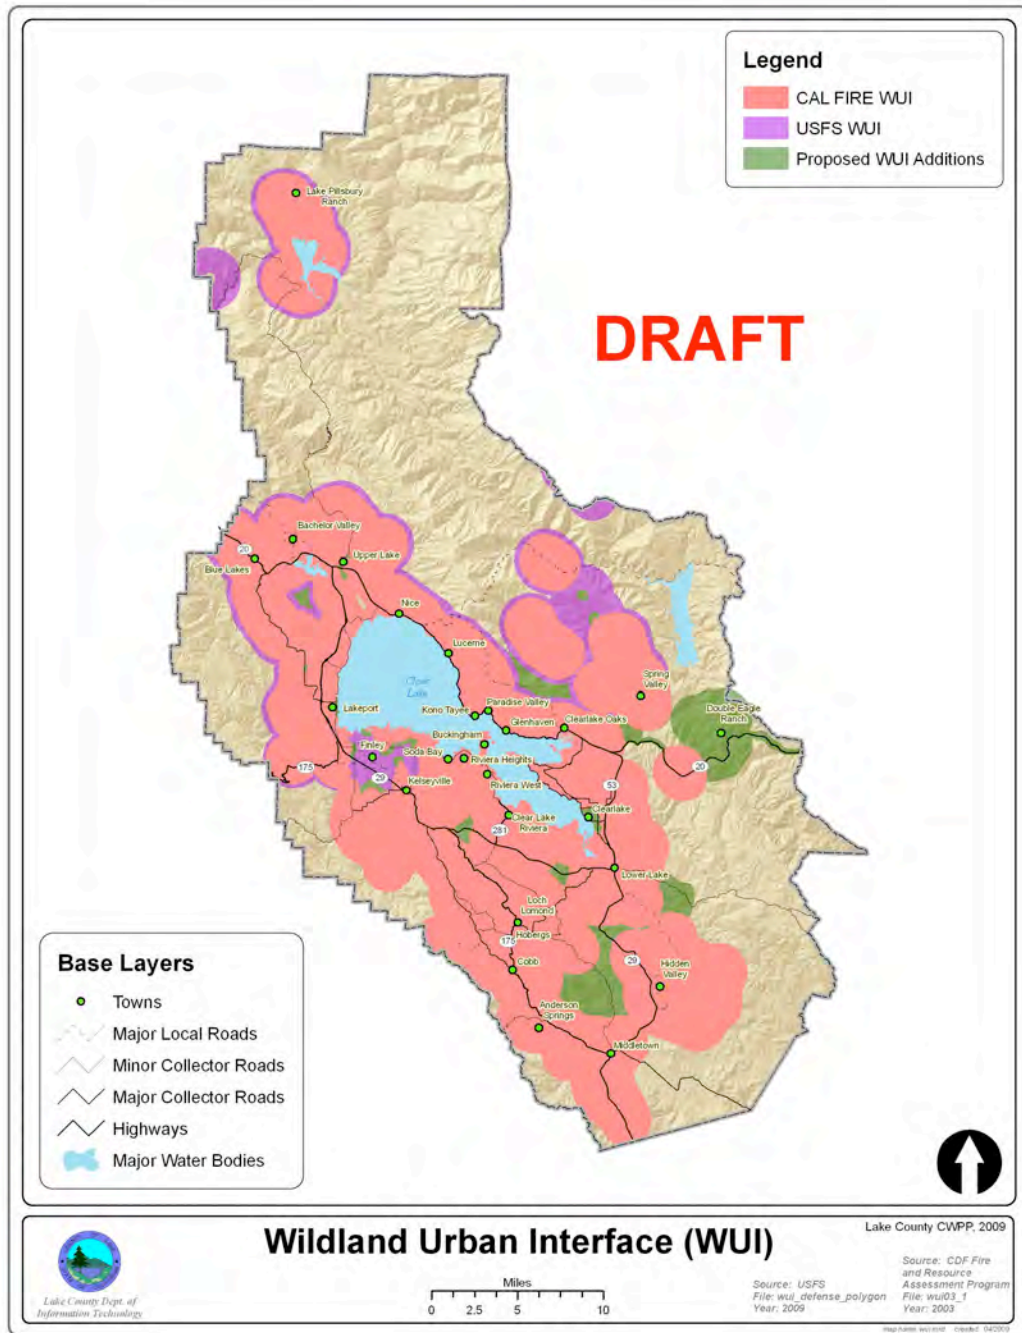 Legend
CAL FIRE WUI
USFS WUI
Proposed WUI Additions
DRAFT
Lake Pillsbury
Ranch
Bachelor Valley
20
Blue Lakes
Upper Lake
Nice
Lucerne
Clear
Lake
Spring
Valley
Lakeport
Kono Tayee
Paradise Valley
Glenhaven
Clearlake Oaks
Double Eagle
Ranch
Buckingham
Finley
Soda Bay
Riviera Heights
175
29
Kelseyville
Riviera West
53
20
Clear Lake
Riviera
Clearlake
281
Lower Lake
Loch
Lomond
175
Hobergs
Cobb
29
Hidden
Valley
Anderson
Springs
Middletown
Base Layers
Towns
Major Local Roads
Minor Collector Roads
Major Collector Roads
Highways
Major Water Bodies
Wildland Urban Interface (WUI)
Lake County CWPP, 2009
Miles
0 2.5 5 10
Lake County Dept. of
Information Technology
Source: USFS
File: wui_defense_polygon
Year: 2009
Source: CDF Fire
and Resource
Assessment Program
File: wui03_1
Year: 2003